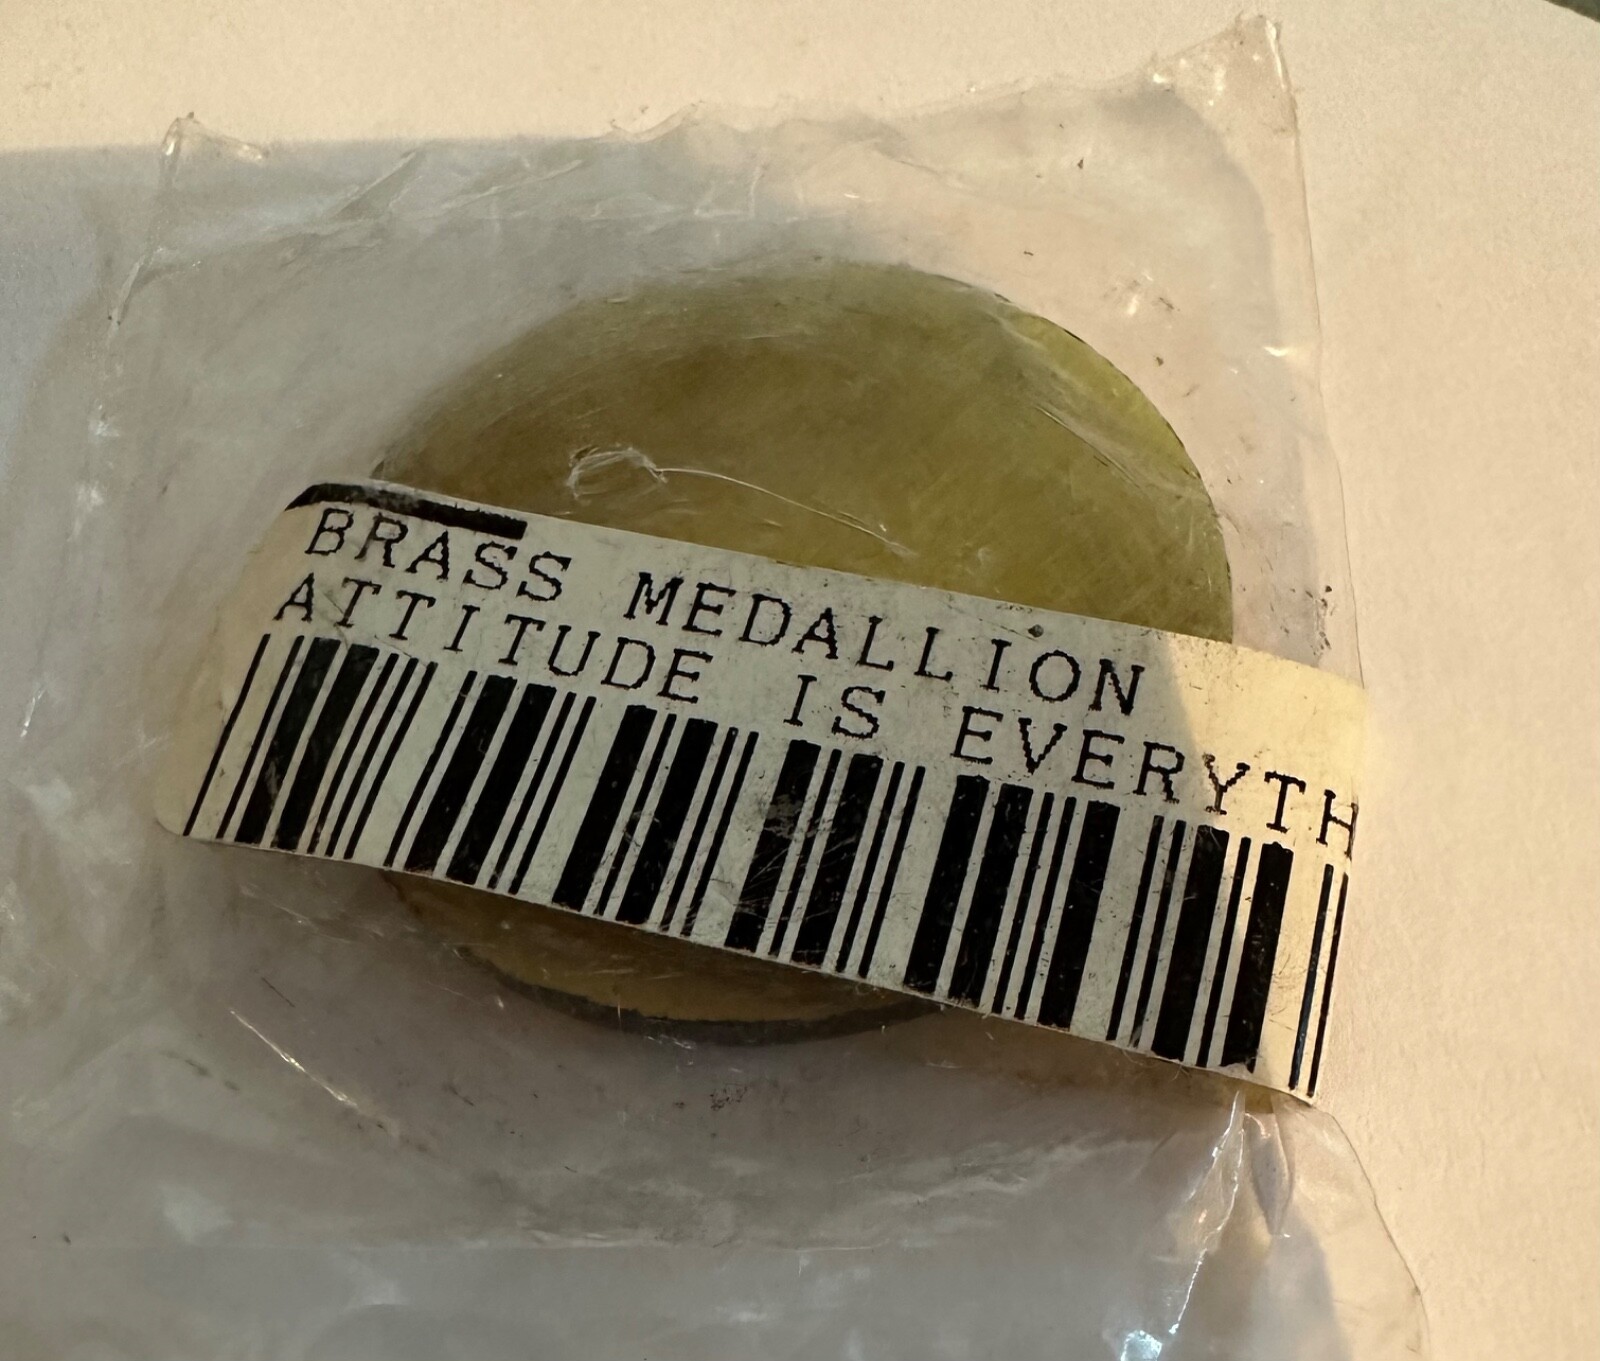 BRASS MEDALLION
ATTITUDE IS EVERYTH